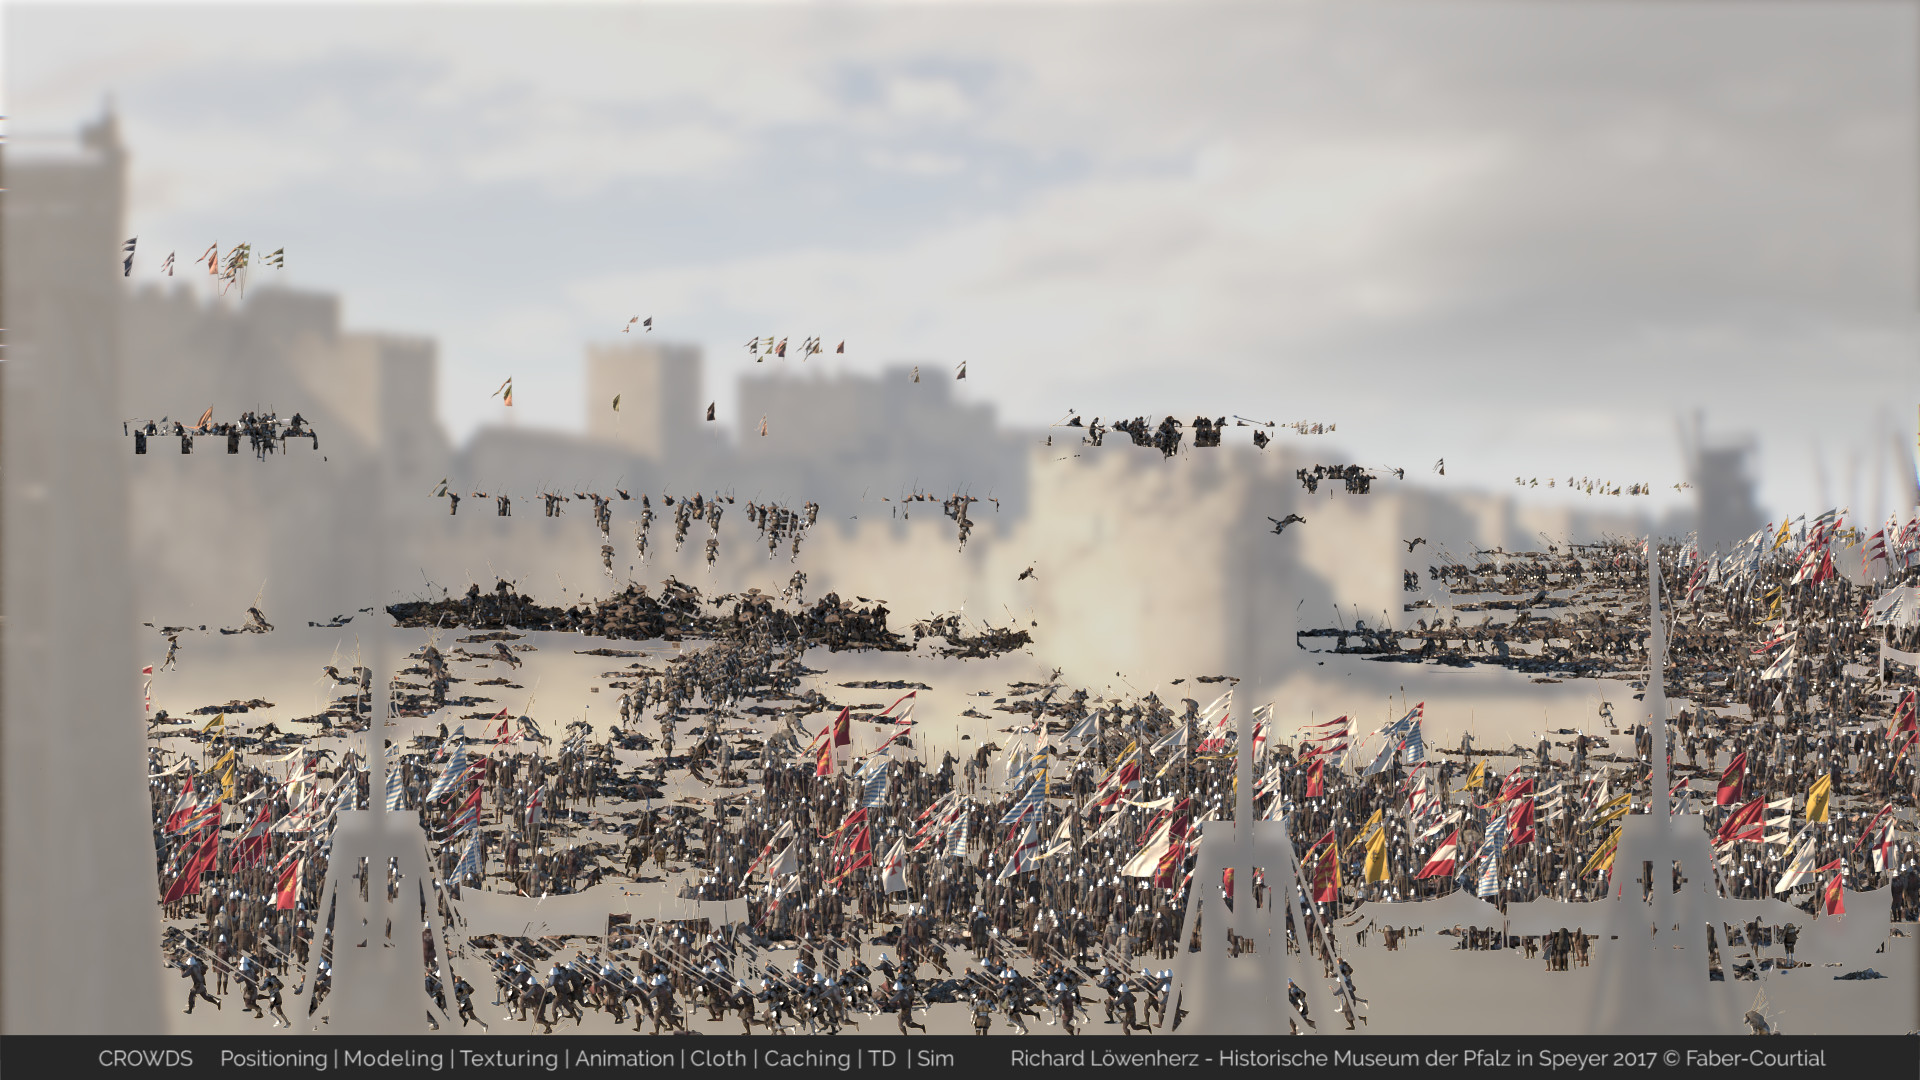 CROWDS Positioning | Modeling | Texturing | Animation | Cloth | Caching | TD | Sim Richard Löwenherz - Historische Museum der Pfalz in Speyer 2017 © Faber-Courtial